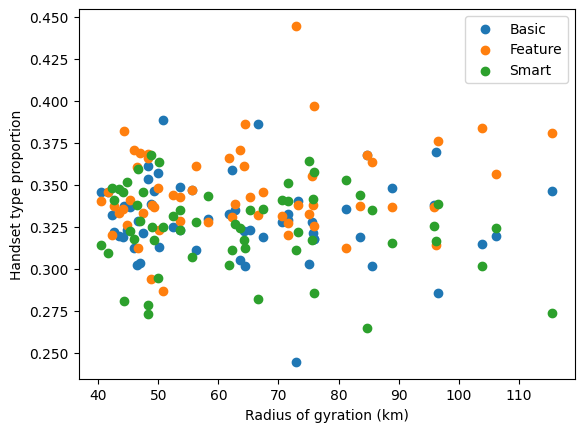 0.450
0.425
0.400
0.375
0.350
0.325
0.300
0.275
0.250
Handset type proportion
Basic
Feature
Smart
40 50 60 70 80 90 100 110
Radius of gyration (km)